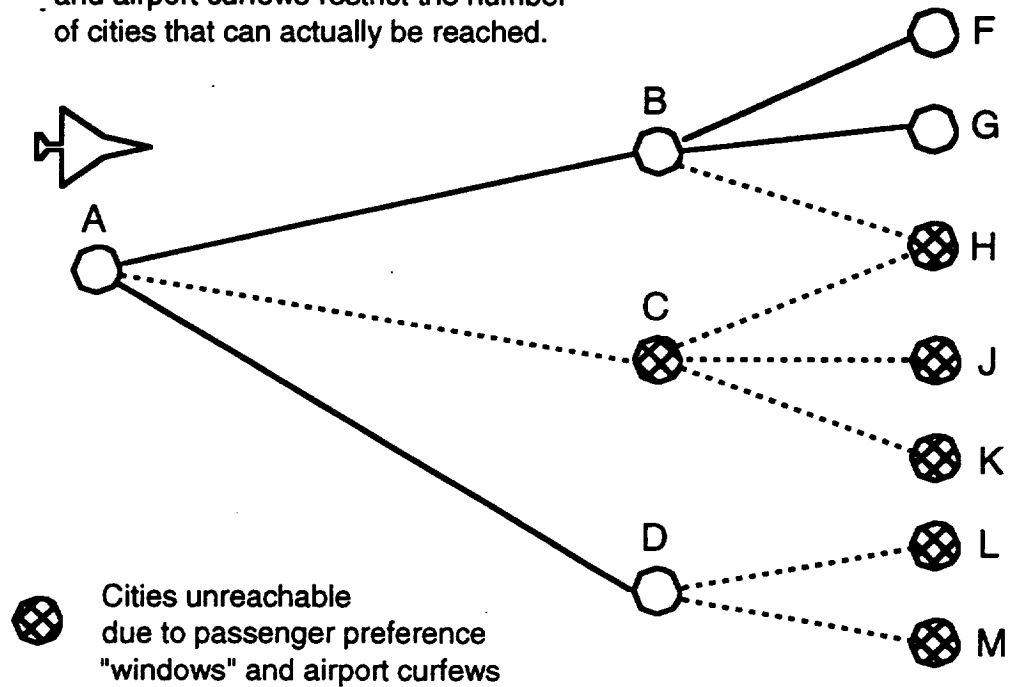 and airport curfews restrict the number
of cities that can actually be reached.
F
B
G
A
H
C
J
K
D
L
Cities unreachable
due to passenger preference
M
"windows" and airport curfews